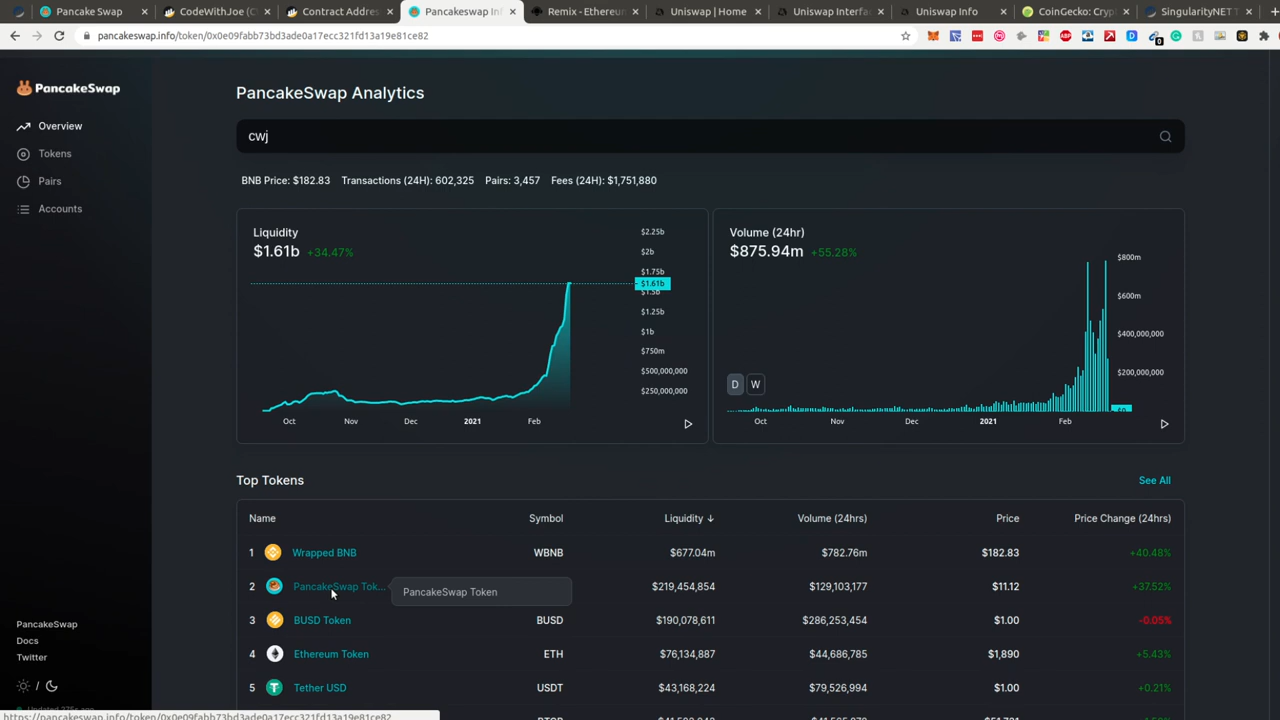 Pancake Swap
CodeWithJoe (C
Contract Addres
Pancakeswap Inf
Remix - Ethereum
Uniswap | Home
Uniswap Interfa
Uniswap Info
CoinGecko: Cryp
SingularityNET T
pancakeswap.info/token/0x0e09fabb73bd3ade0a17ecc321fd13a19e81ce82
PancakeSwap
Overview
Tokens
Pairs
Accounts
PancakeSwap Analytics
cwj
BNB Price: $182.83 Transactions (24H): 602,325 Pairs: 3,457 Fees (24H): $1,751,880
Liquidity
$1.61b +34.47%
$2.25b
$2b
$1.75b
$1.61b
$1.5b
$1.25b
$1b
$750m
$500,000,000
$250,000,000
Oct Nov Dec 2021 Feb
Volume (24hr)
$875.94m +55.28%
$800m
$600m
$400,000,000
$200,000,000
D W
Oct Nov Dec 2021 Feb
Top Tokens See All
Name Symbol Liquidity ↓ Volume (24hrs) Price Price Change (24hrs)
1 Wrapped BNB WBNB $677.04m $782.76m $182.83 +40.48%
2 PancakeSwap Tok... PancakeSwap Token $219,454,854 $129,103,177 $11.12 +37.52%
3 BUSD Token BUSD $190,078,611 $286,253,454 $1.00 -0.05%
4 Ethereum Token ETH $76,134,887 $44,686,785 $1,890 +5.43%
5 Tether USD USDT $43,168,224 $79,526,994 $1.00 +0.21%
PancakeSwap
Docs
Twitter
/
Updated 275s ago
https://pancakeswap.info/token/0x0e09fabb73bd3ade0a17ecc321fd13a19e81ce82